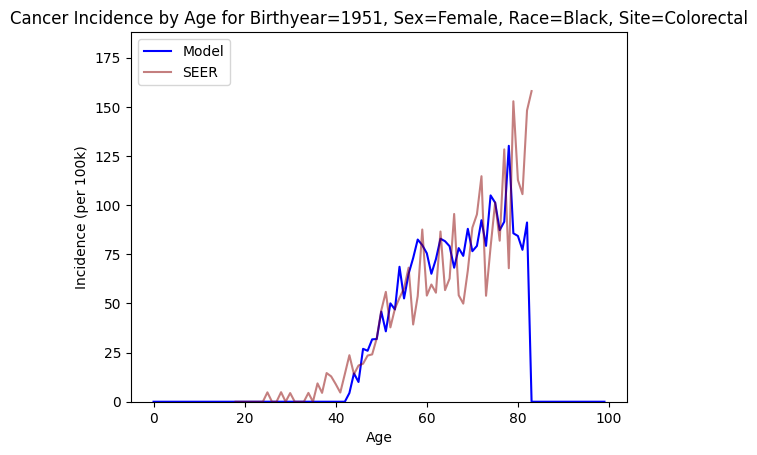 Cancer Incidence by Age for Birthyear=1951, Sex=Female, Race=Black, Site=Colorectal
Model
SEER
175
150
125
100
75
50
25
0
Incidence (per 100k)
0 20 40 60 80 100
Age